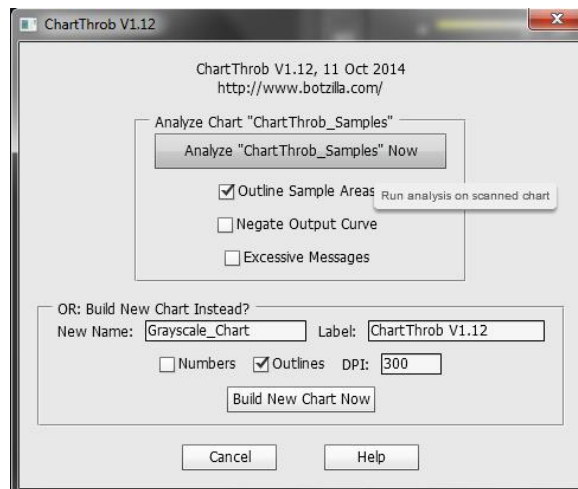 ChartThrob V1.12
ChartThrob V1.12, 11 Oct 2014
http://www.botzilla.com/
Analyze Chart "ChartThrob_Samples"
Analyze "ChartThrob_Samples" Now
Outline Sample Areas
Run analysis on scanned chart
Negate Output Curve
Excessive Messages
OR: Build New Chart Instead?
New Name: Grayscale_Chart Label: ChartThrob V1.12
Numbers Outlines DPI: 300
Build New Chart Now
Cancel Help